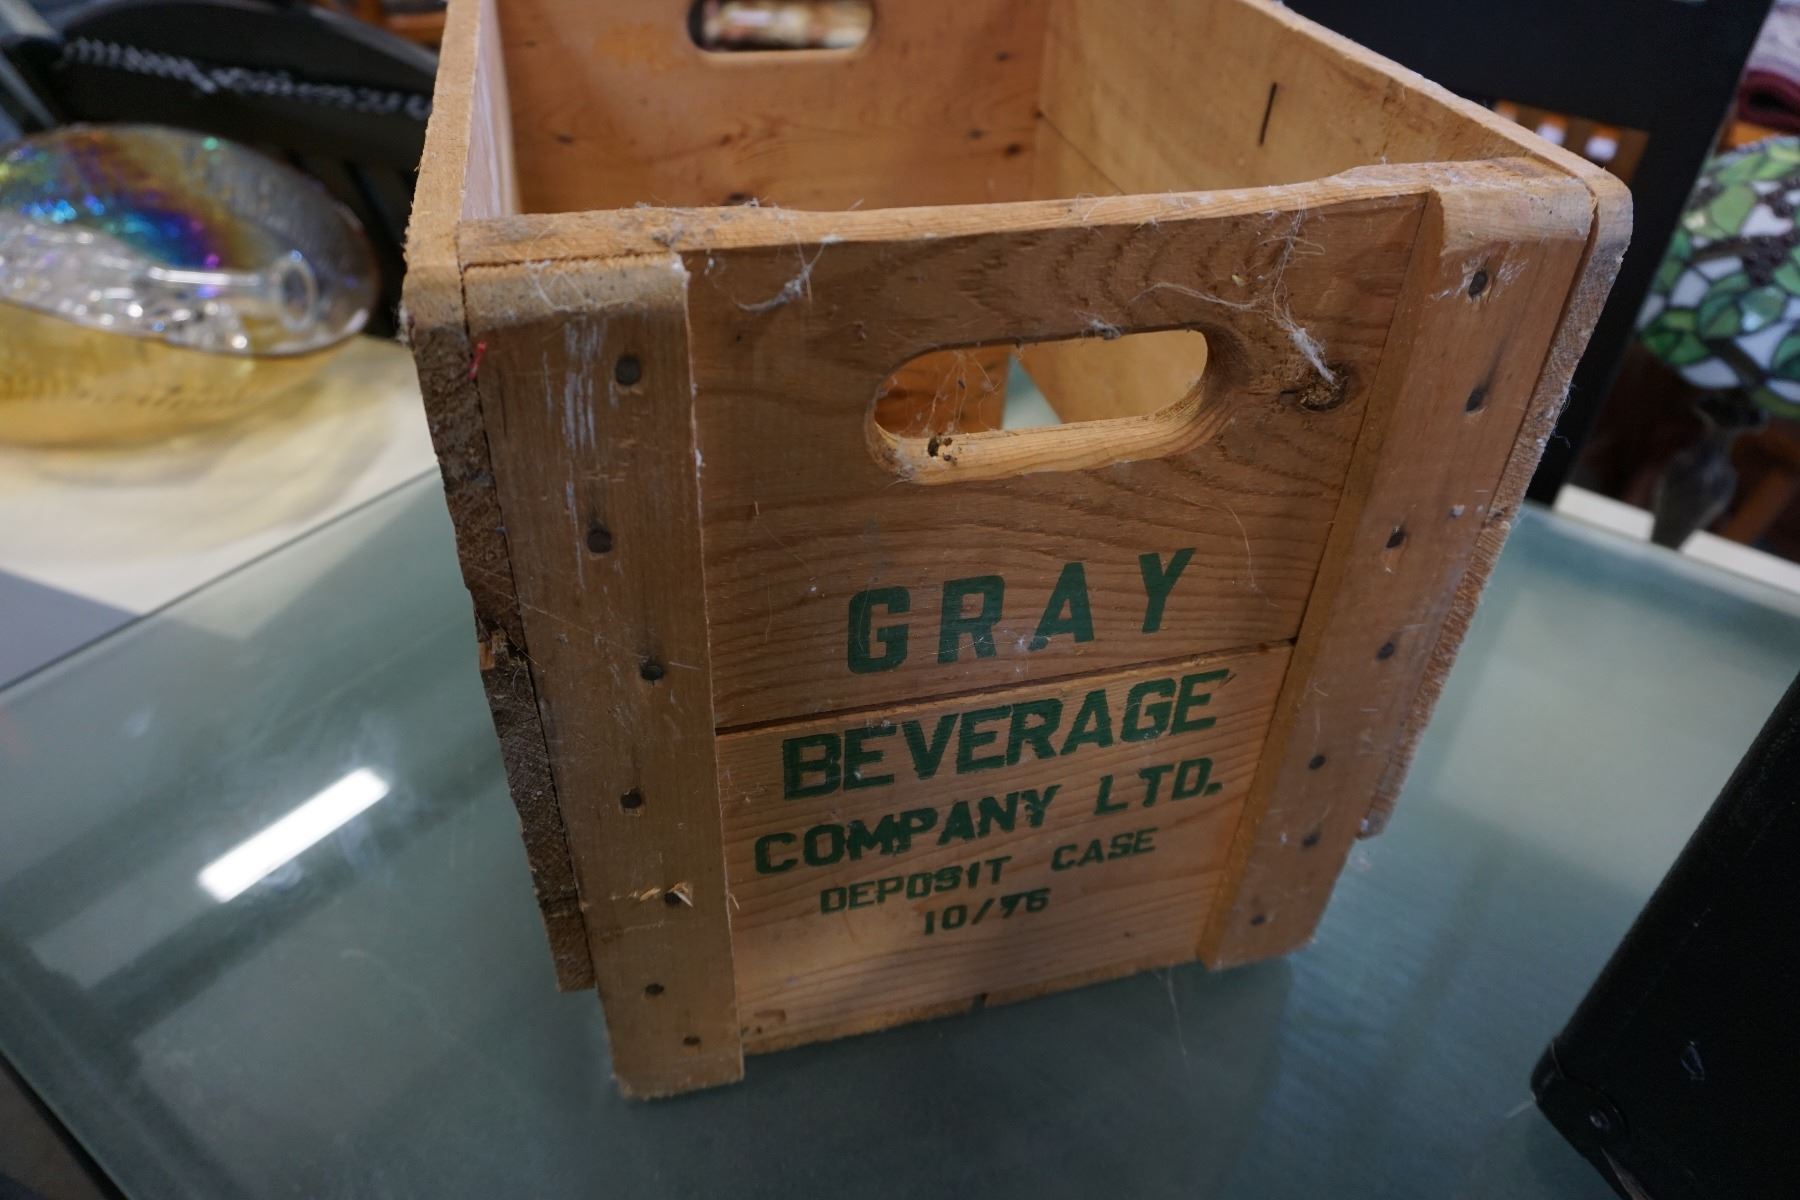 GRAY
BEVERAGE
COMPANY LTD.
DEPOSIT CASE
10/76